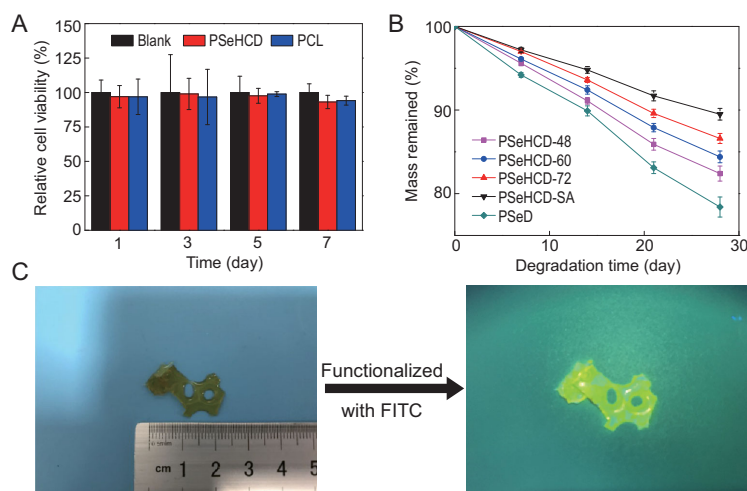 A
Relative cell viability (%)
150
125
100
75
50
25
0
Blank
PSeHCD
PCL
1
3
5
7
Time (day)
B
Mass remained (%)
100
90
80
PSeHCD-48
PSeHCD-60
PSeHCD-72
PSeHCD-SA
PSeD
0
10
20
30
Degradation time (day)
C
cm 1 2 3 4 5
Functionalized
with FITC